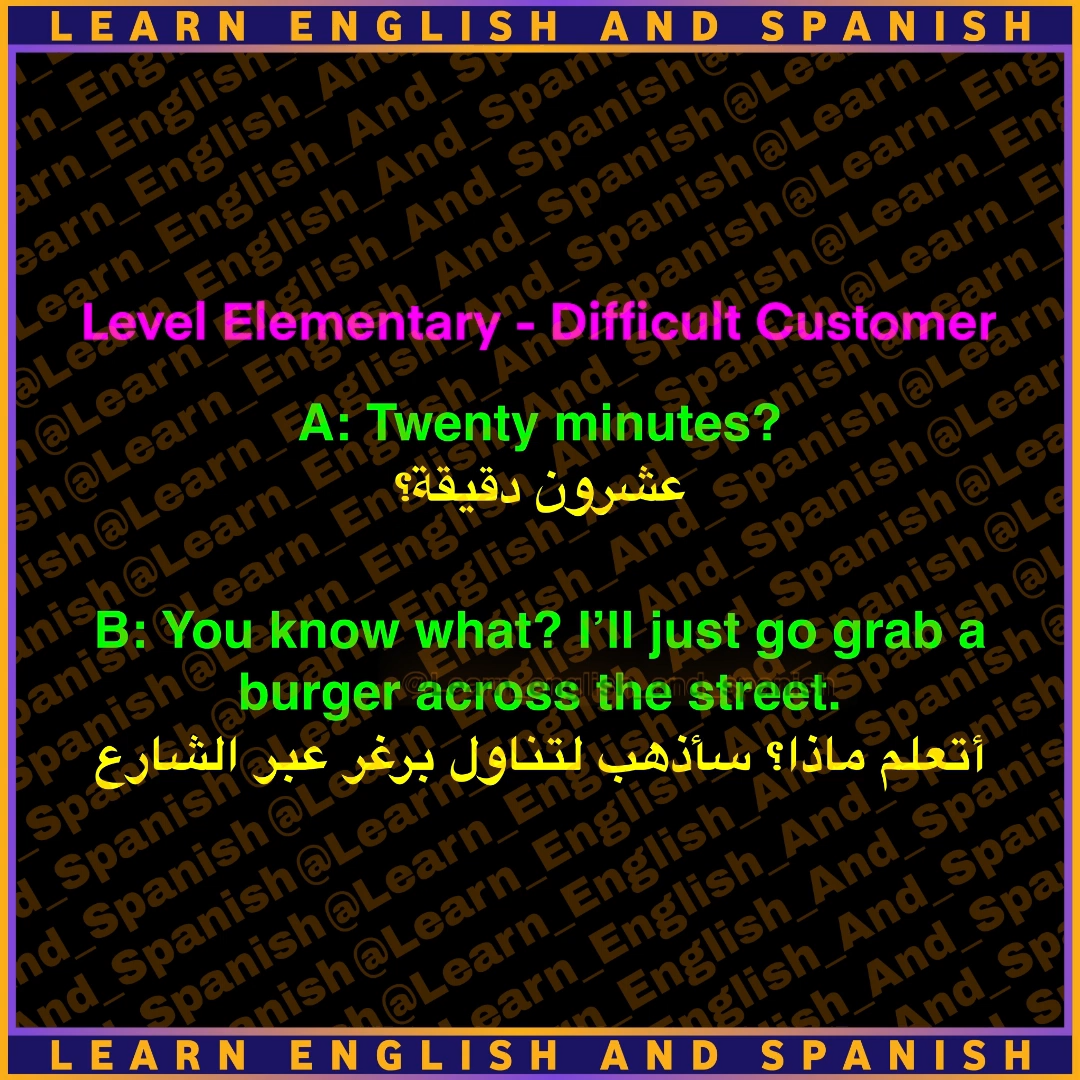 LEARN ENGLISH AND SPANISH
Level Elementary - Difficult Customer
A: Twenty minutes?
عشرون دقيقة؟
B: You know what? I’ll just go grab a
burger across the street.
©Learn_english_and_spanish
أتعلم ماذا؟ سأذهب لتناول برغر عبر الشارع
LEARN ENGLISH AND SPANISH